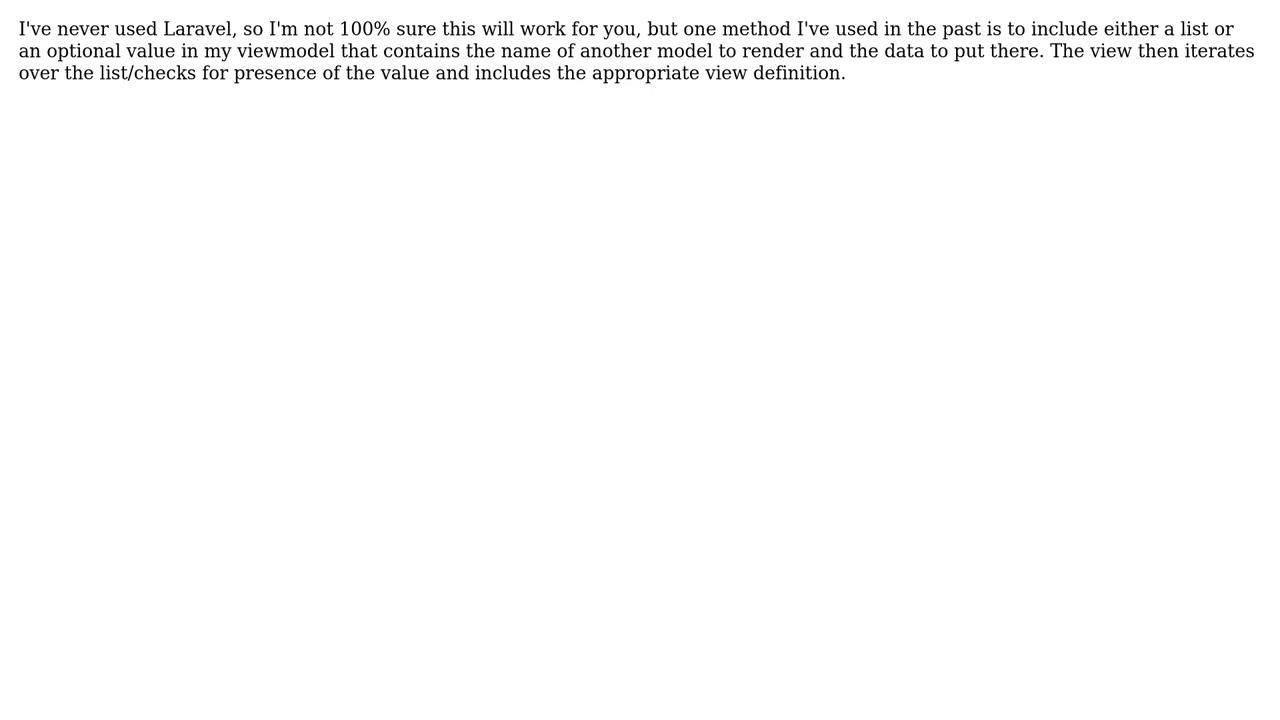 I've never used Laravel, so I'm not 100% sure this will work for you, but one method I've used in the past is to include either a list or
an optional value in my viewmodel that contains the name of another model to render and the data to put there. The view then iterates
over the list/checks for presence of the value and includes the appropriate view definition.